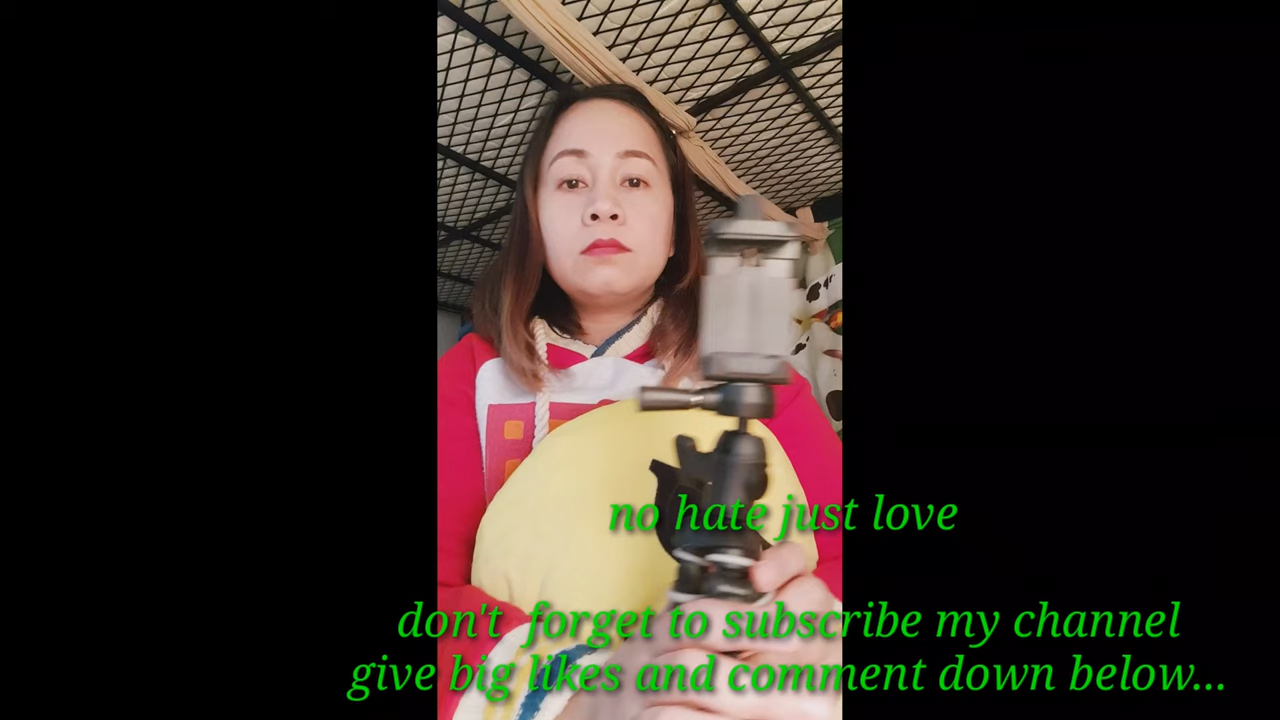 no hate just love
don't forget to subscribe my channel
give big likes and comment down below...